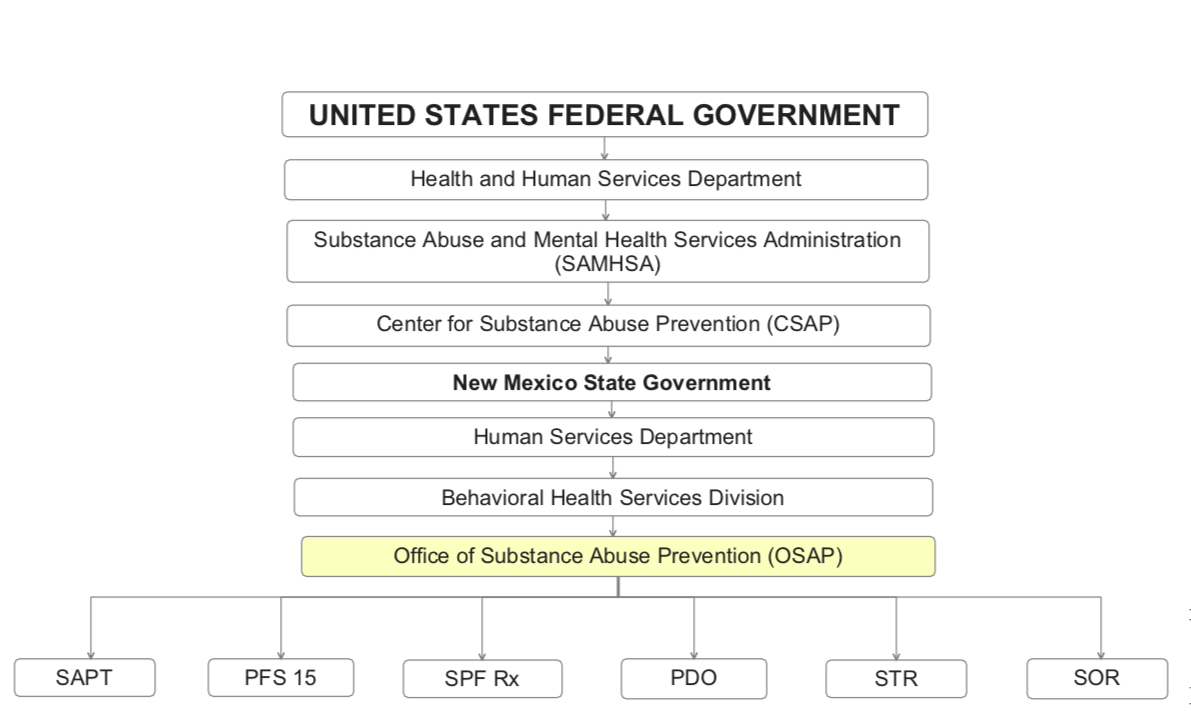 UNITED STATES FEDERAL GOVERNMENT
Health and Human Services Department
Substance Abuse and Mental Health Services Administration
(SAMHSA)
Center for Substance Abuse Prevention (CSAP)
New Mexico State Government
Human Services Department
Behavioral Health Services Division
Office of Substance Abuse Prevention (OSAP)
SAPT
PFS 15
SPF Rx
PDO
STR
SOR